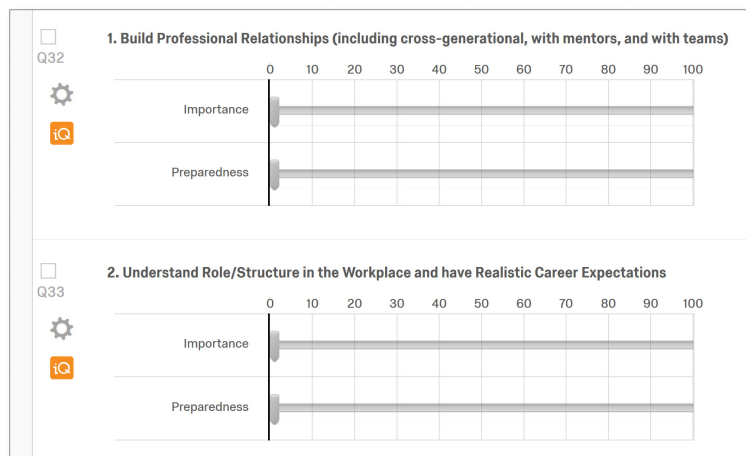 Q32
1. Build Professional Relationships (including cross-generational, with mentors, and with teams)
0 10 20 30 40 50 60 70 80 90 100
iQ
Importance
Preparedness
Q33
2. Understand Role/Structure in the Workplace and have Realistic Career Expectations
0 10 20 30 40 50 60 70 80 90 100
iQ
Importance
Preparedness